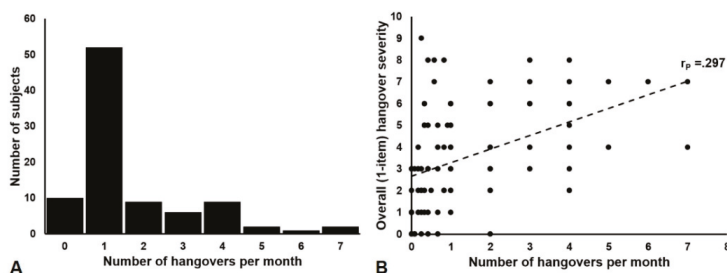 60
50
40
30
20
10
0
Number of subjects
0 1 2 3 4 5 6 7
Number of hangovers per month
A
10
9
8
7
6
5
4
3
2
1
0
Overall (1-item) hangover severity
rP =.297
0 1 2 3 4 5 6 7 8
Number of hangovers per month
B